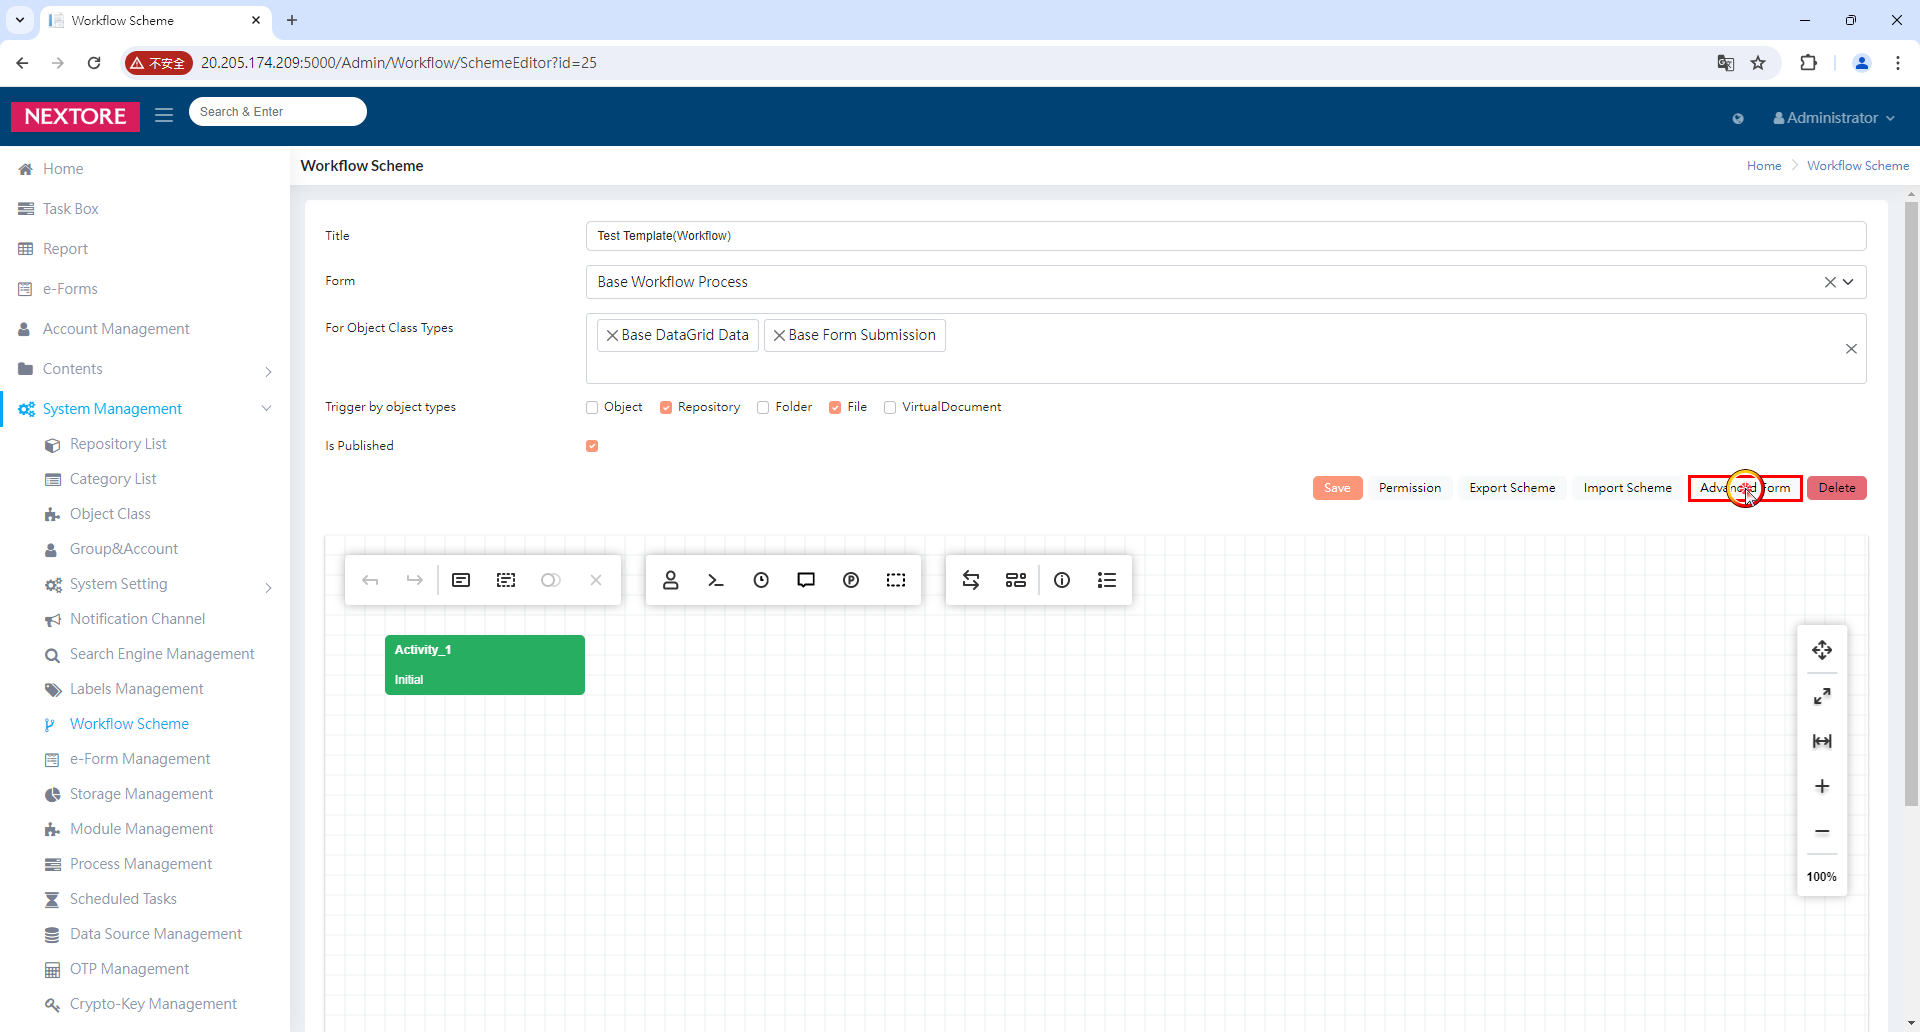 Workflow Scheme
不安全
20.205.174.209:5000/Admin/Workflow/SchemeEditor?id=25
NEXTORE
Search & Enter
Administrator
Home
Task Box
Report
e-Forms
Account Management
Contents
System Management
Repository List
Category List
Object Class
Group&Account
System Setting
Notification Channel
Search Engine Management
Labels Management
Workflow Scheme
e-Form Management
Storage Management
Module Management
Process Management
Scheduled Tasks
Data Source Management
OTP Management
Crypto-Key Management
Workflow Scheme
Home Workflow Scheme
Title Test Template(Workflow)
Form Base Workflow Process
For Object Class Types Base DataGrid Data Base Form Submission
Trigger by object types Object Repository Folder File VirtualDocument
Is Published
Save Permission Export Scheme Import Scheme Advanced Form Delete
Activity_1
Initial
100%